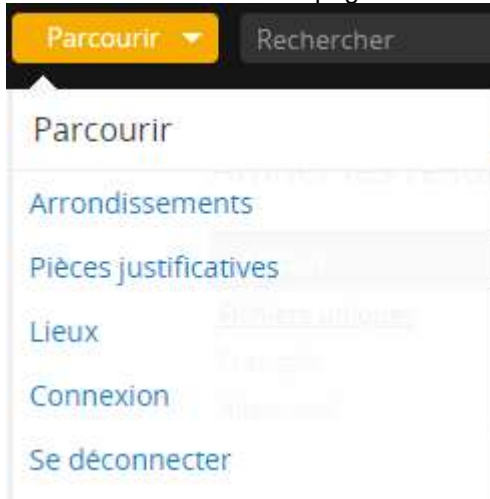 Parcourir
Rechercher
Parcourir
Arrondissements
Pièces justificatives
Lieux
Connexion
Se déconnecter